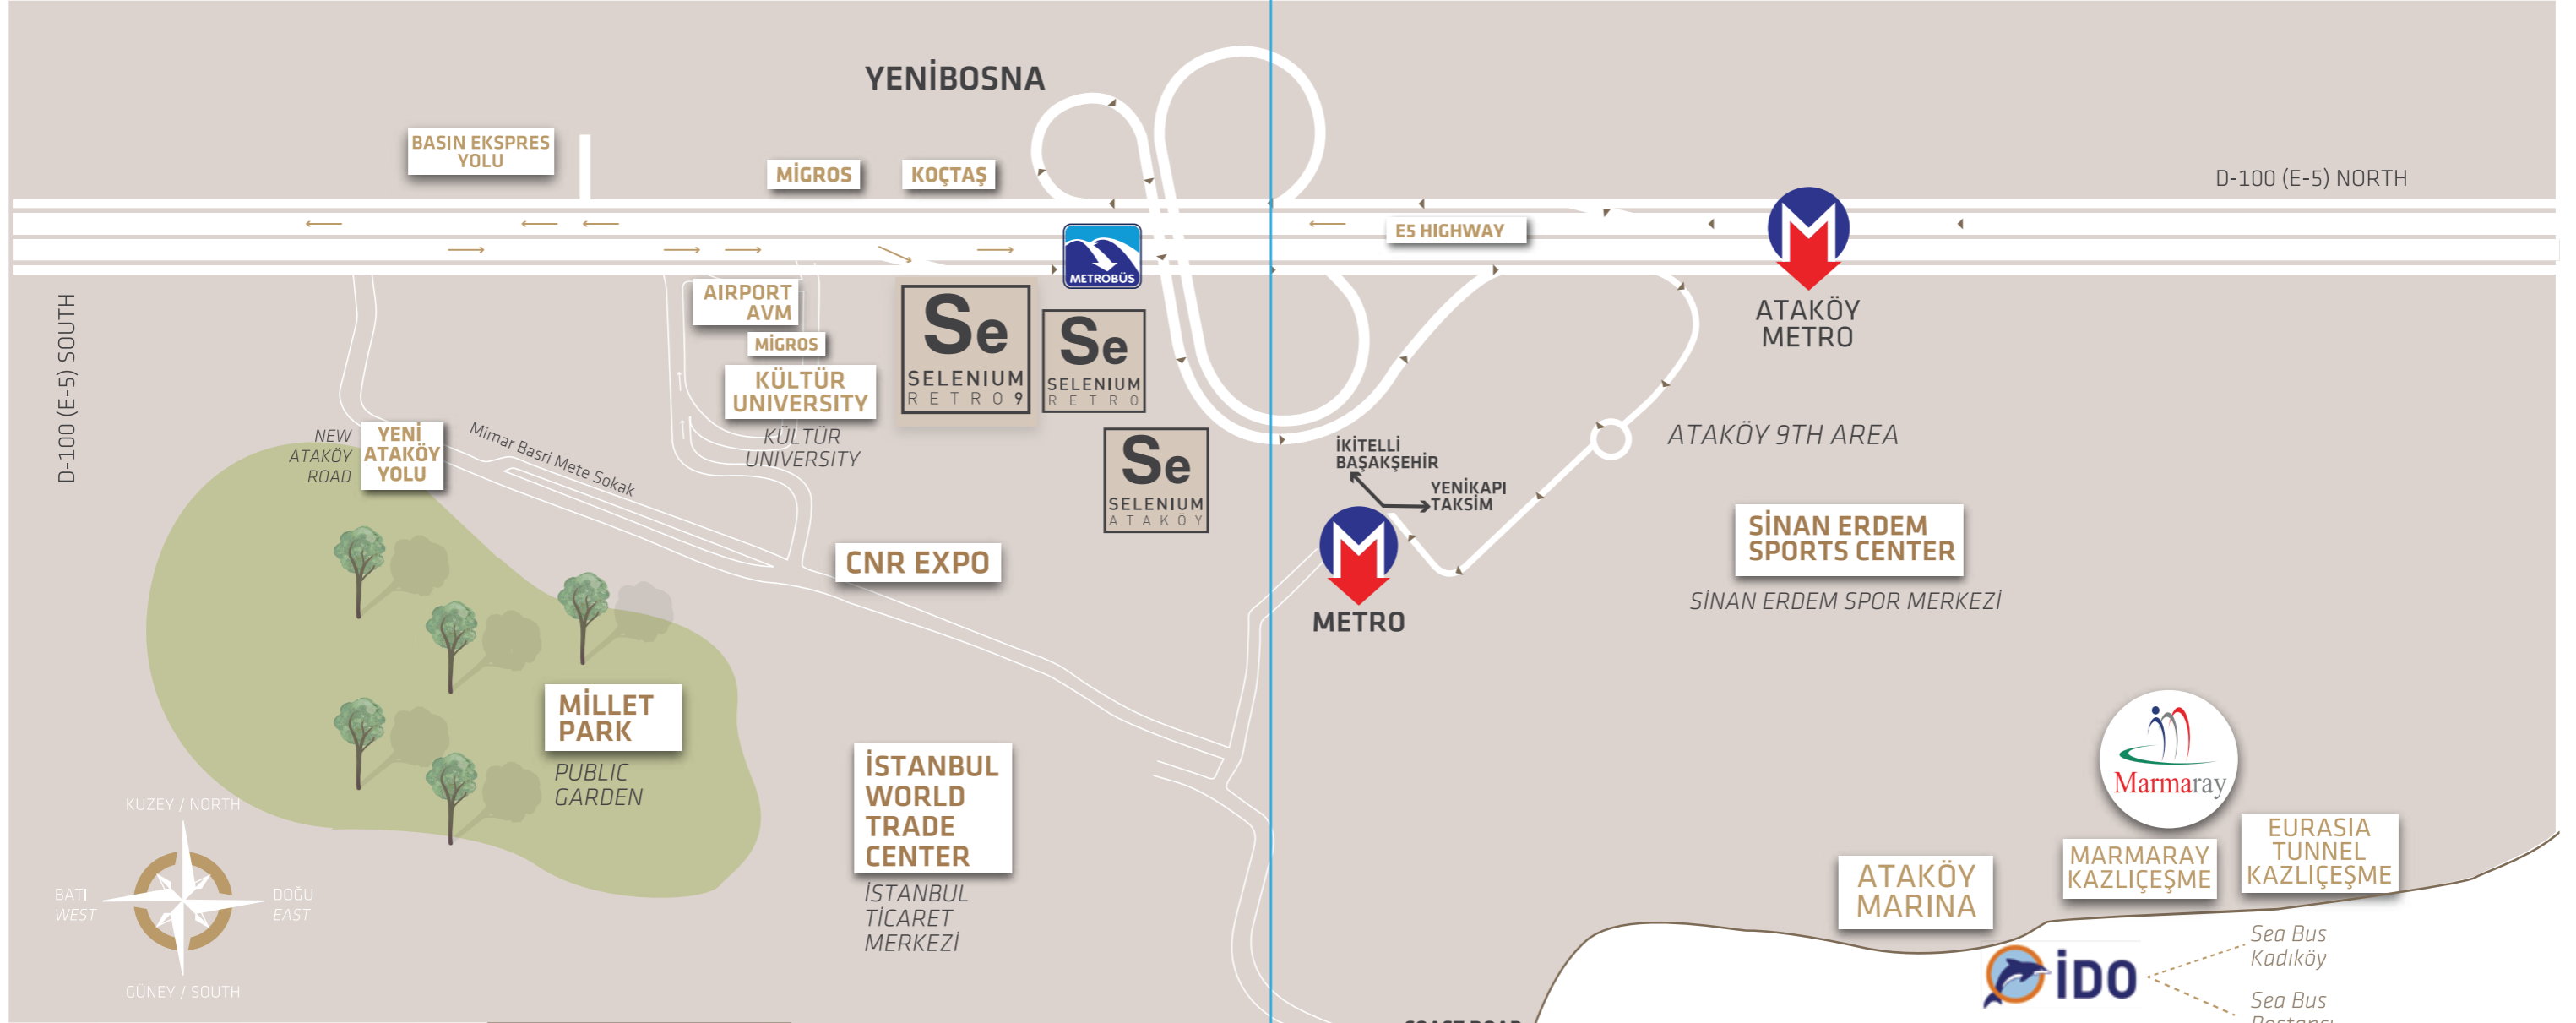 YENİBOSNA
BASIN EKSPRES
YOLU
MİGROS
KOÇTAŞ
D-100 (E-5) NORTH
E5 HIGHWAY
METROBÜS
D-100 (E-5) SOUTH
AIRPORT
AVM
MİGROS
KÜLTÜR
UNIVERSITY
KÜLTÜR
UNIVERSITY
Se
SELENIUM
RETRO 9
Se
SELENIUM
RETRO
Se
SELENIUM
ATAKÖY
M
ATAKÖY
METRO
ATAKÖY 9TH AREA
NEW
ATAKÖY
ROAD
YENİ
ATAKÖY
YOLU
Mimar Basri Mete Sokak
İKİTELLİ
BAŞAKŞEHİR
YENİKAPI
TAKSİM
M
METRO
SİNAN ERDEM
SPORTS CENTER
SİNAN ERDEM SPOR MERKEZİ
CNR EXPO
MİLLET
PARK
PUBLIC
GARDEN
İSTANBUL
WORLD
TRADE
CENTER
İSTANBUL
TİCARET
MERKEZİ
KUZEY / NORTH
BATI
WEST
DOĞU
EAST
GÜNEY / SOUTH
Marmaray
MARMARAY
KAZLIÇEŞME
EURASIA
TUNNEL
KAZLIÇEŞME
ATAKÖY
MARINA
İDO
Sea Bus
Kadıköy
Sea Bus